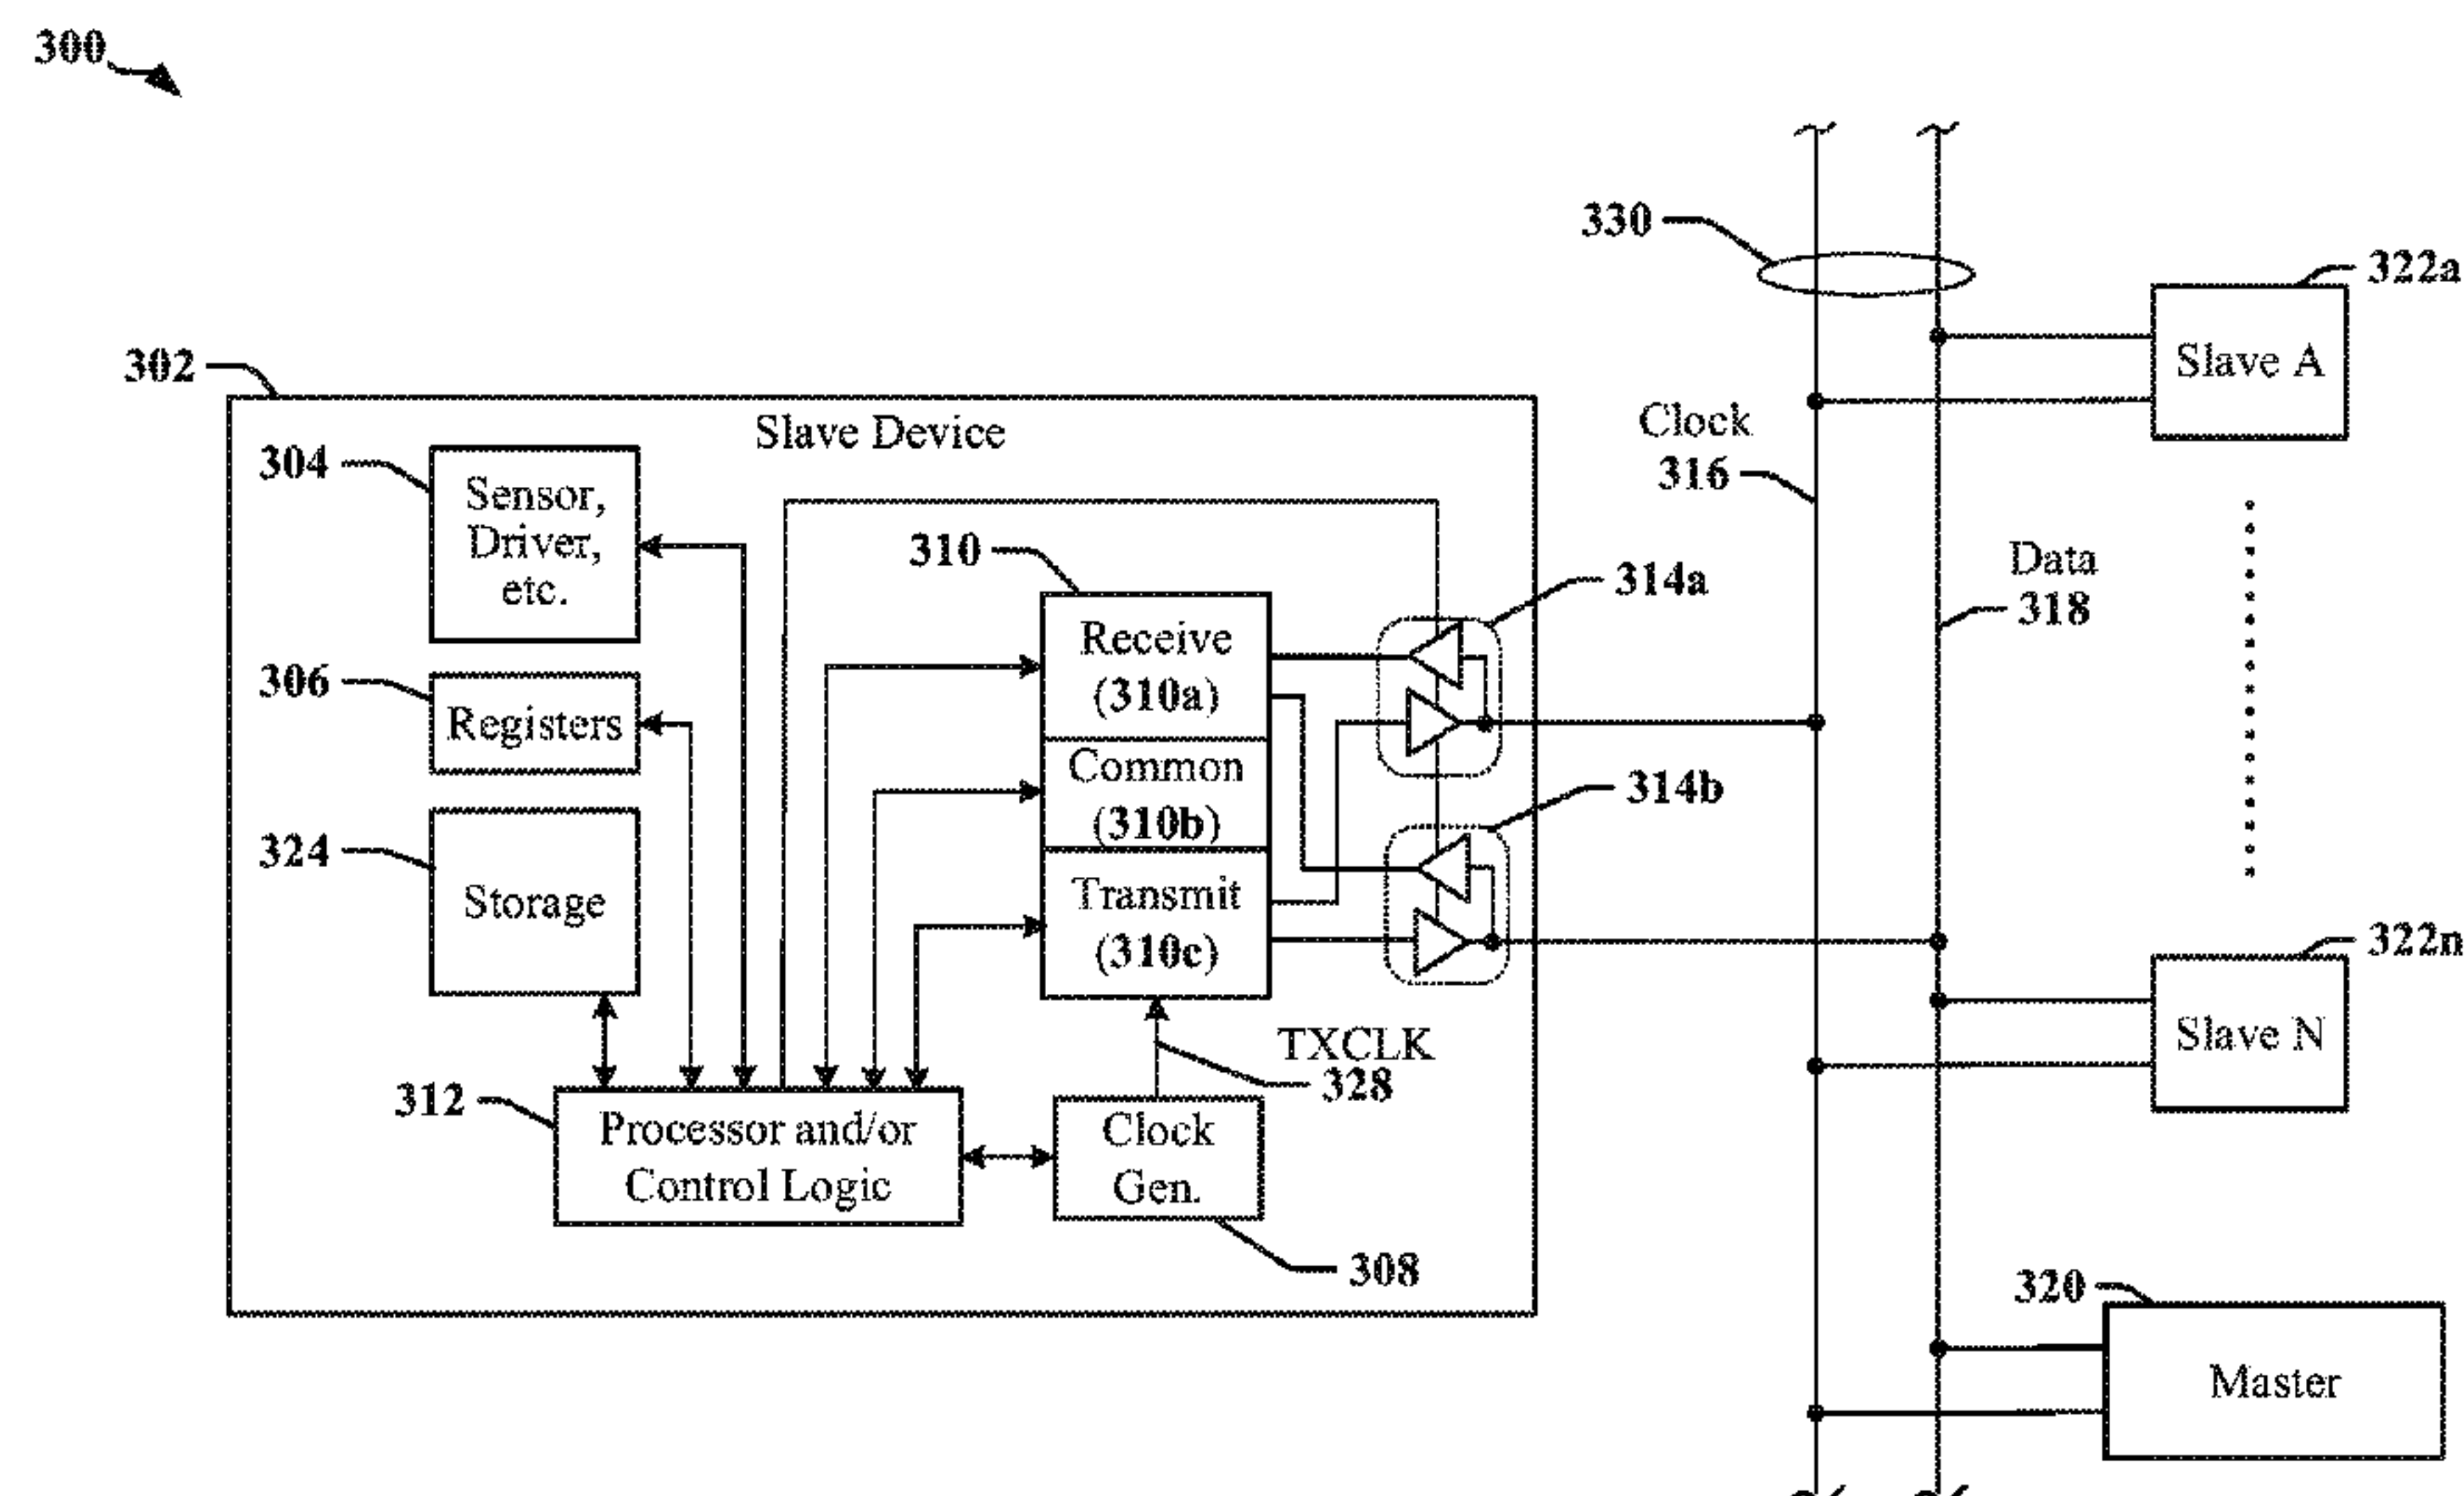 300
330
322a
Slave A
302
Slave Device
Clock
316
304
Sensor,
Driver,
etc.
310
Data
318
314a
Receive
(310a)
306
Registers
Common
(310b)
314b
324
Storage
Transmit
(310c)
322n
Slave N
TXCLK
328
312
Processor and/or
Control Logic
Clock
Gen.
308
320
Master